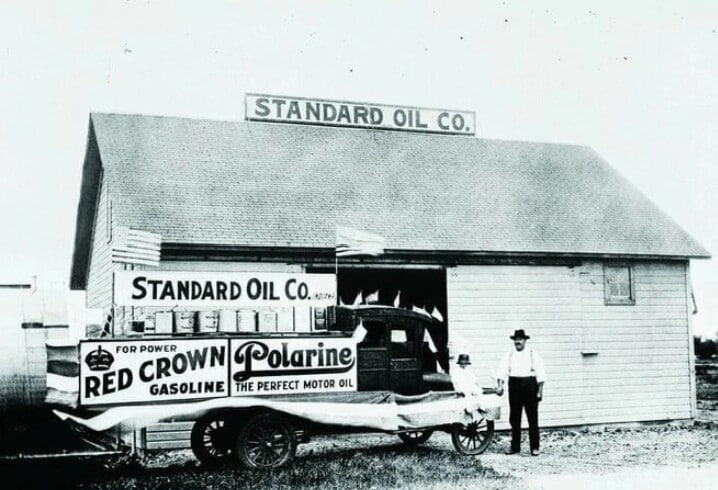 STANDARD OIL CO.
STANDARD OIL CO.
FOR POWER
RED CROWN
GASOLINE
Polarine
THE PERFECT MOTOR OIL